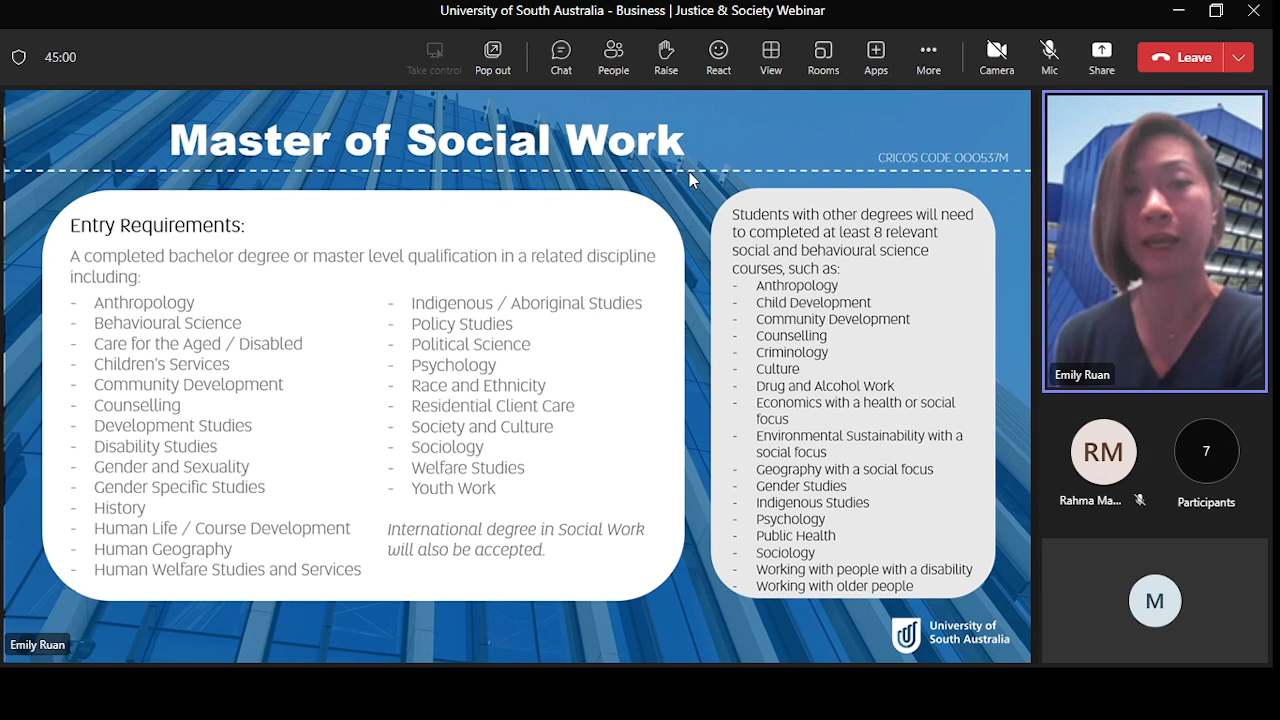 University of South Australia - Business | Justice & Society Webinar
45:00
Take control
Pop out
Chat
People
Raise
React
View
Rooms
Apps
More
Camera
Mic
Share
Leave
Master of Social Work
CRICOS CODE 000537M
Entry Requirements:
A completed bachelor degree or master level qualification in a related discipline
including:
- Anthropology
- Behavioural Science
- Care for the Aged / Disabled
- Children's Services
- Community Development
- Counselling
- Development Studies
- Disability Studies
- Gender and Sexuality
- Gender Specific Studies
- History
- Human Life / Course Development
- Human Geography
- Human Welfare Studies and Services
- Indigenous / Aboriginal Studies
- Policy Studies
- Political Science
- Psychology
- Race and Ethnicity
- Residential Client Care
- Society and Culture
- Sociology
- Welfare Studies
- Youth Work
International degree in Social Work
will also be accepted.
Students with other degrees will need
to completed at least 8 relevant
social and behavioural science
courses, such as:
- Anthropology
- Child Development
- Community Development
- Counselling
- Criminology
- Culture
- Drug and Alcohol Work
- Economics with a health or social
focus
- Environmental Sustainability with a
social focus
- Geography with a social focus
- Gender Studies
- Indigenous Studies
- Psychology
- Public Health
- Sociology
- Working with people with a disability
- Working with older people
University of
South Australia
Emily Ruan
Emily Ruan
RM
Rahma Ma...
7
Participants
M